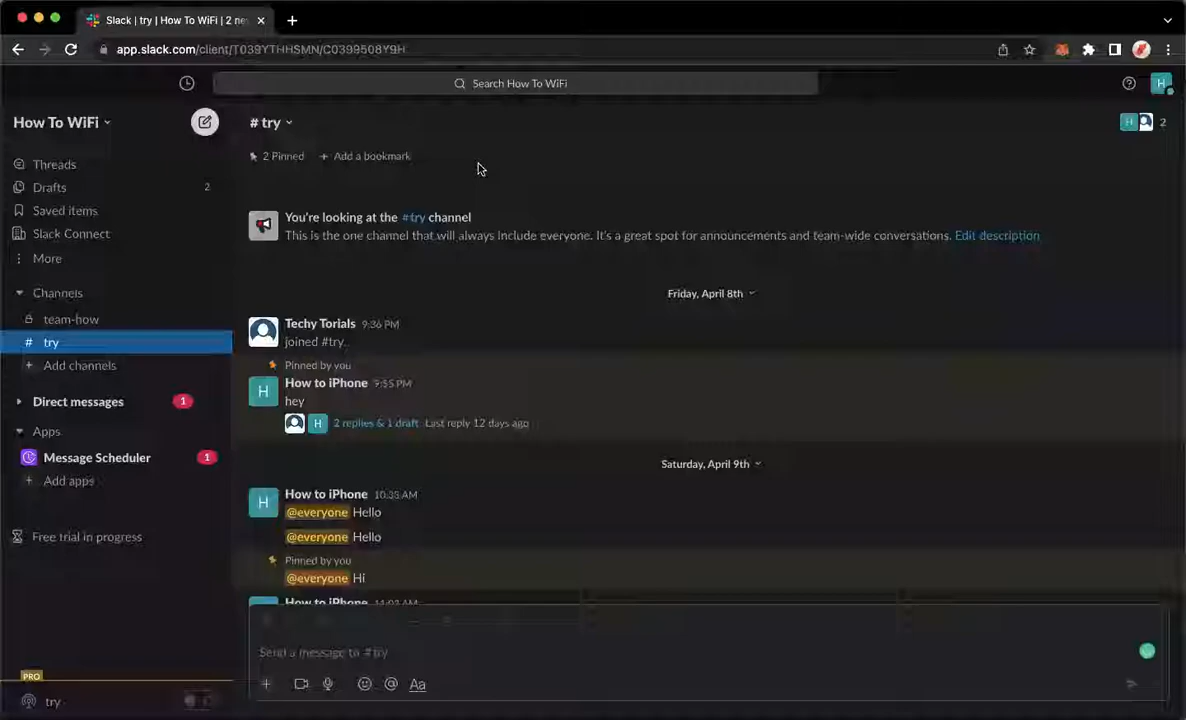 Slack | try | How To WiFi | 2 ne
app.slack.com/client/T039YTHHSMN/C0399508Y9H
Search How To WiFi
H
How To WiFi
# try
H 2
2 Pinned + Add a bookmark
Threads
Drafts 2
Saved items
Slack Connect
More
Channels
team-how
# try
+ Add channels
Direct messages 1
Apps
Message Scheduler 1
+ Add apps
Free trial in progress
PRO
try
You're looking at the #try channel
This is the one channel that will always include everyone. It's a great spot for announcements and team-wide conversations. Edit description
Friday, April 8th
Techy Torials 9:36 PM
joined #try.
Pinned by you
H How to iPhone 9:55 PM
hey
H 2 replies & 1 draft Last reply 12 days ago
Saturday, April 9th
H How to iPhone 10:35 AM
@everyone Hello
@everyone Hello
Pinned by you
@everyone Hi
How to iPhone 11:02 AM
Send a message to #try
Aa